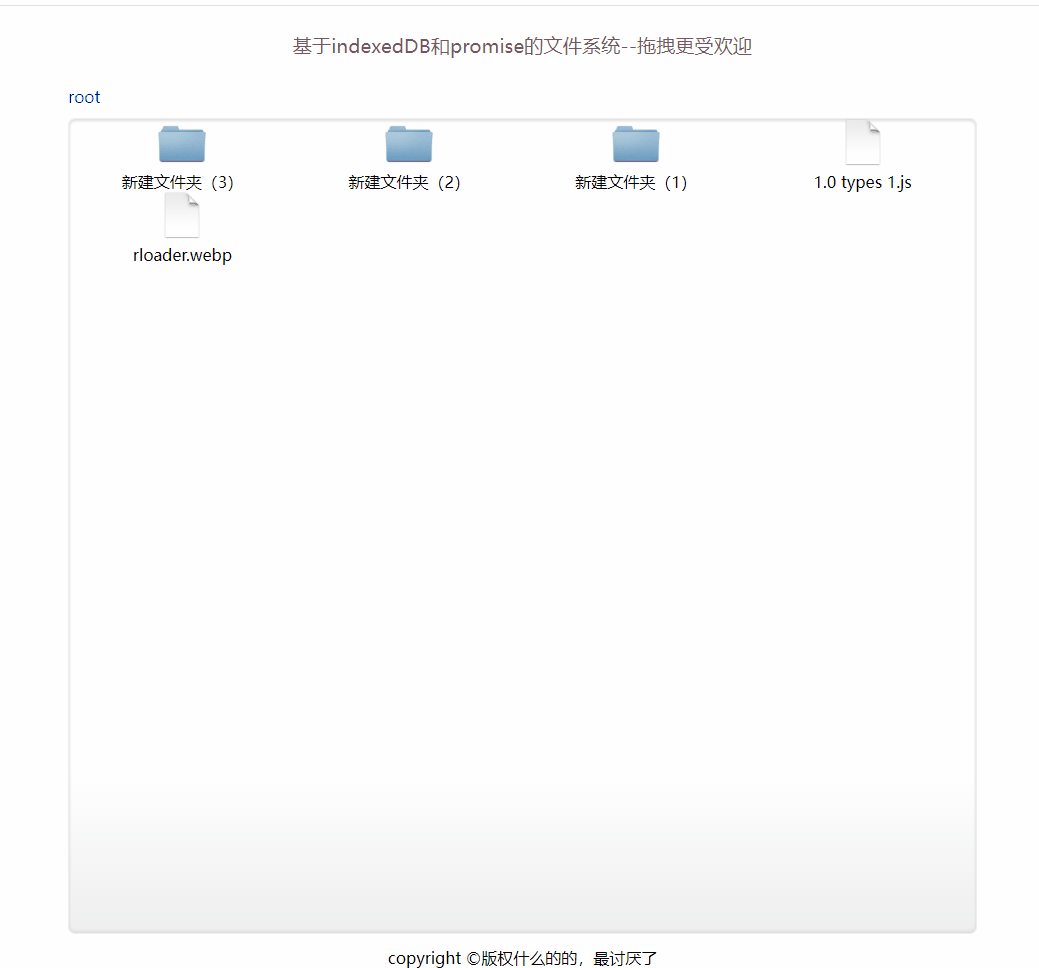 基于indexedDB和promise的文件系统--拖拽更受欢迎
root
新建文件夹（3） 新建文件夹（2） 新建文件夹（1） 1.0 types 1.js
rloader.webp
copyright ©版权什么的的，最讨厌了